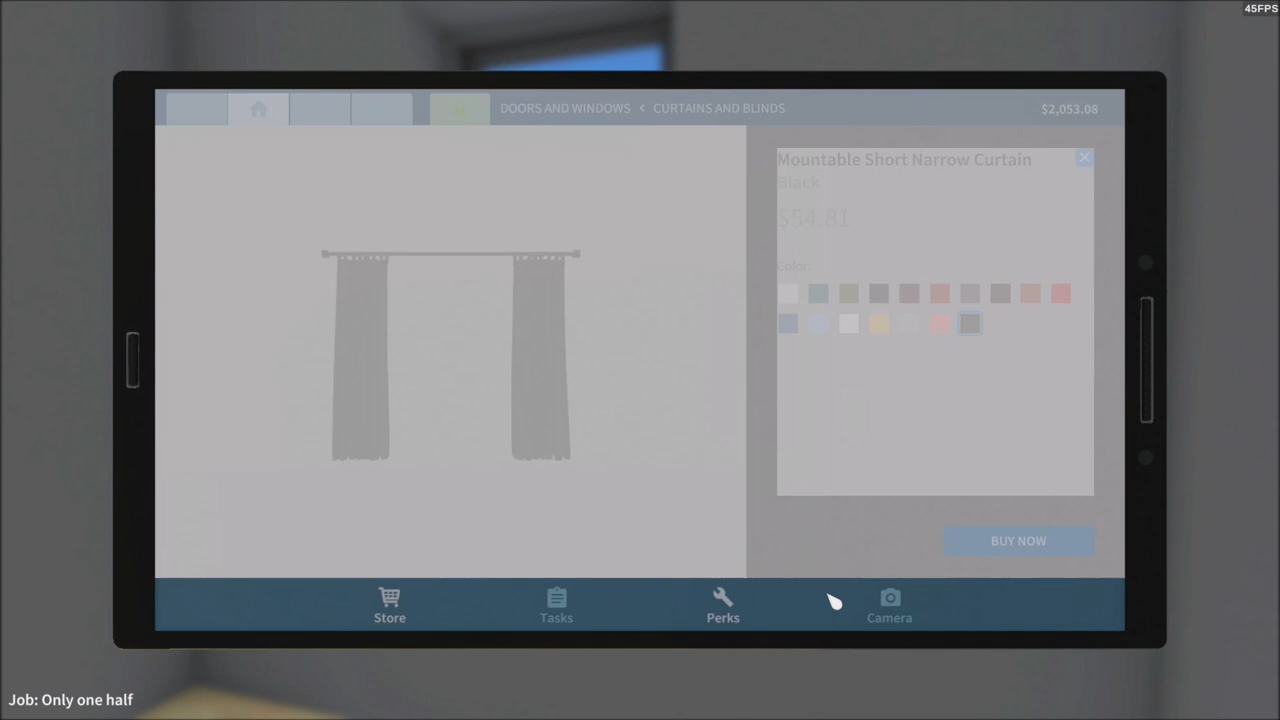 45FPS
DOORS AND WINDOWS < CURTAINS AND BLINDS
$2,053.08
Mountable Short Narrow Curtain
Black
$54.81
Color:
BUY NOW
Store
Tasks
Perks
Camera
Job: Only one half